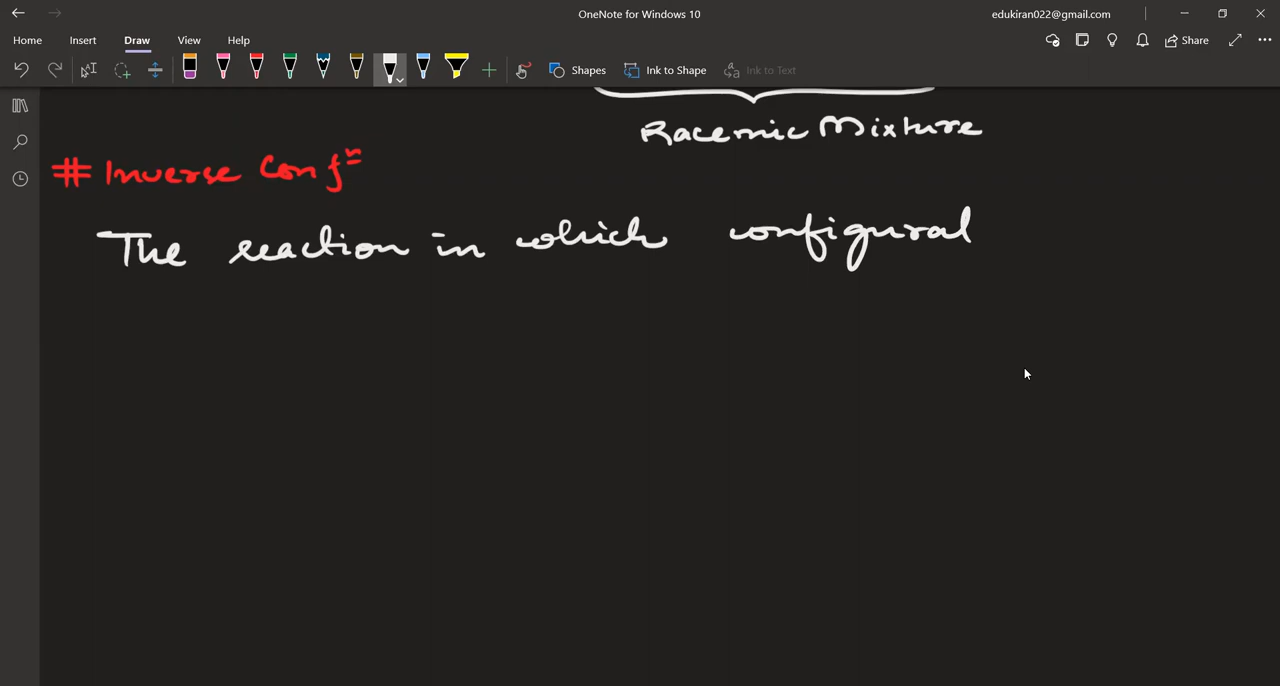 OneNote for Windows 10
edukiran022@gmail.com
Home Insert Draw View Help
Share
Shapes Ink to Shape Ink to Text
Racemic Mixture
# Inverse Confⁿ
The reaction in which configural